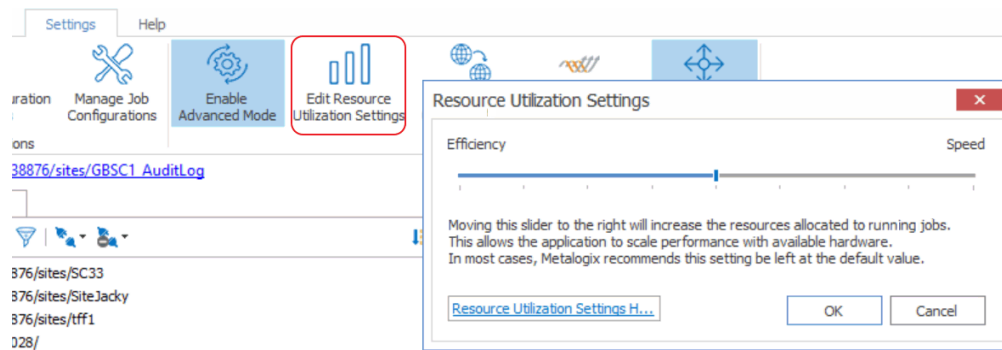 Settings Help
uration Manage Job Configurations Enable Advanced Mode Edit Resource Utilization Settings
ons
38876/sites/GBSC1_AuditLog
876/sites/SC33
876/sites/SiteJacky
876/sites/tff1
028/
Resource Utilization Settings
Efficiency Speed
Moving this slider to the right will increase the resources allocated to running jobs.
This allows the application to scale performance with available hardware.
In most cases, Metalogix recommends this setting be left at the default value.
Resource Utilization Settings H...
OK Cancel